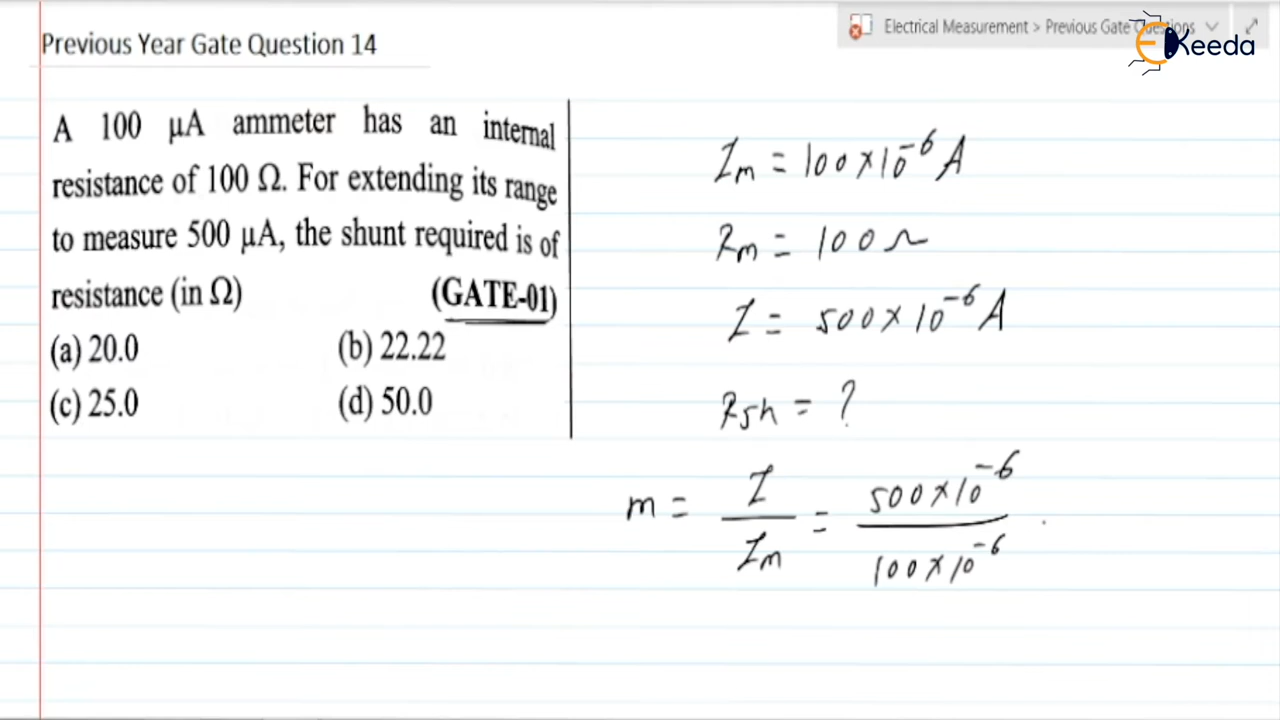 Previous Year Gate Question 14
Electrical Measurement > Previous Gate Questions
EKeeda
A 100 μA ammeter has an internal
resistance of 100 Ω. For extending its range
to measure 500 μA, the shunt required is of
resistance (in Ω) (GATE-01)
(a) 20.0 (b) 22.22
(c) 25.0 (d) 50.0
Im = 100×10⁻⁶ A
Rm = 100 Ω
I = 500×10⁻⁶ A
Rsh = ?
m = I/Im = 500×10⁻⁶/100×10⁻⁶